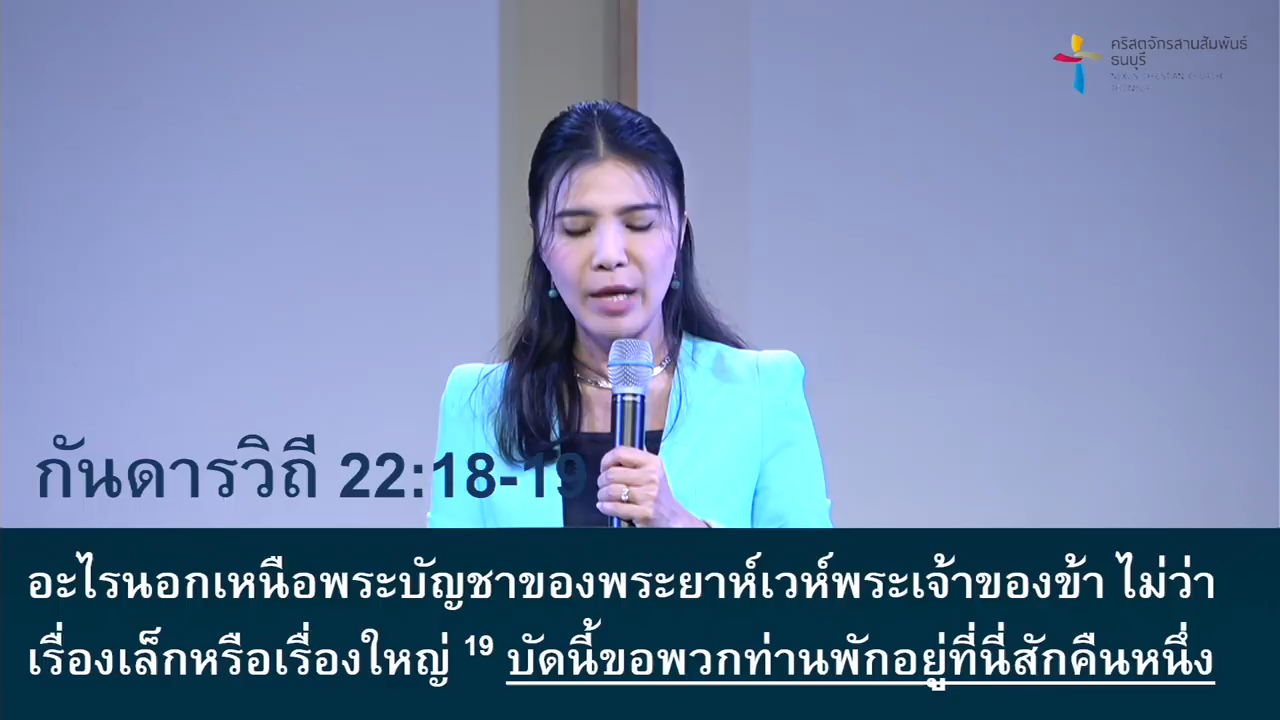 คริสตจักรสานสัมพันธ์
ธนบุรี
กันดารวิถี 22:18-19
อะไรนอกเหนือพระบัญชาของพระยาห์เวห์พระเจ้าของข้า ไม่ว่า
เรื่องเล็กหรือเรื่องใหญ่ 19 บัดนี้ขอพวกท่านพักอยู่ที่นี่สักคืนหนึ่ง